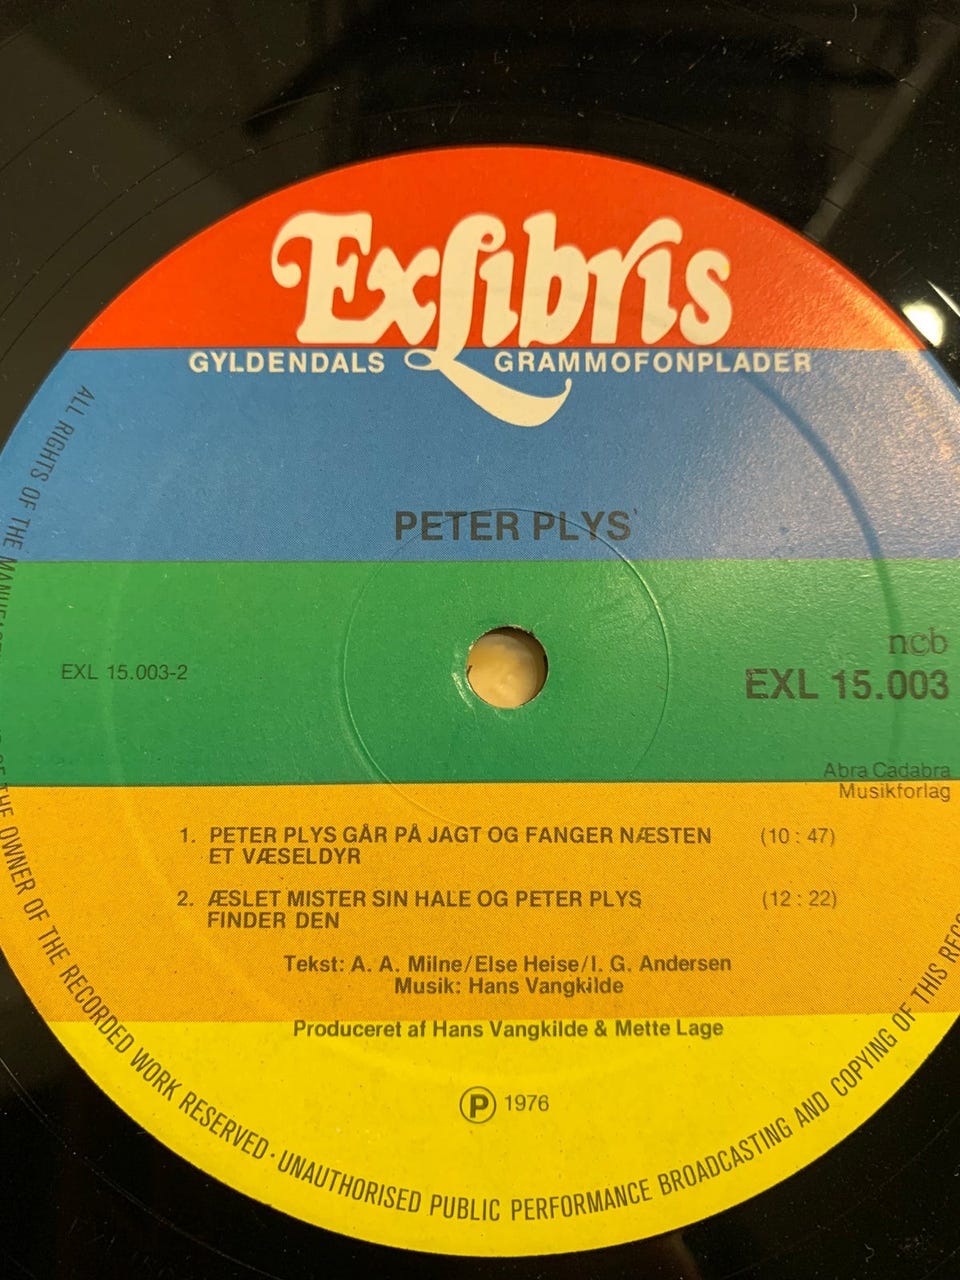 ExLibris
GYLDENDALS GRAMMOFONPLADER
PETER PLYS
EXL 15.003-2
ncb
EXL 15.003
Abra Cadabra
Musikforlag
1. PETER PLYS GÅR PÅ JAGT OG FANGER NÆSTEN (10 : 47)
ET VÆSELDYR
2. ÆSLET MISTER SIN HALE OG PETER PLYS (12 : 22)
FINDER DEN
Tekst: A. A. Milne/Else Heise/I. G. Andersen
Musik: Hans Vangkilde
Produceret af Hans Vangkilde & Mette Lage
Ⓟ 1976
ALL RIGHTS OF THE
THE OWNER OF THE RECORDED WORK RESERVED · UNAUTHORISED PUBLIC PERFORMANCE BROADCASTING AND COPYING OF THIS